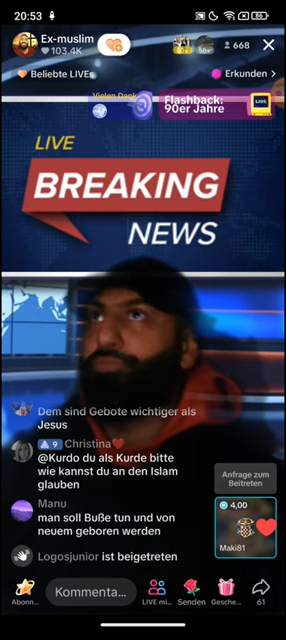 20:53
86
Ex-muslim
103.4K
40+
50+
668
Beliebte LIVEs
Erkunden >
Vielen Dank
Flashback:
90er Jahre
LIVE
LIVE
BREAKING
NEWS
Dem sind Gebote wichtiger als
Jesus
9 Christina
@Kurdo du als Kurde bitte
wie kannst du an den Islam
glauben
Manu
man soll Buße tun und von
neuem geboren werden
Logosjunior ist beigetreten
Anfrage zum
Beitreten
4,00
Maki81
Abonn...
Kommenta...
LIVE mi...
Senden
Gesche...
61